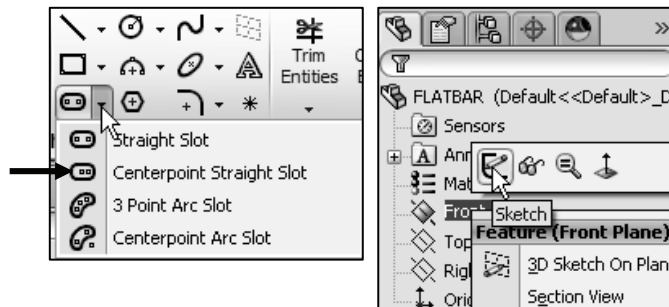 Trim
Entities
Straight Slot
Centerpoint Straight Slot
3 Point Arc Slot
Centerpoint Arc Slot
FLATBAR (Default<<Default>_D
Sensors
A
Ann
Mat
Front
Sketch
Feature (Front Plane)
Top
3D Sketch On Plan
Rig
Section View
Orig